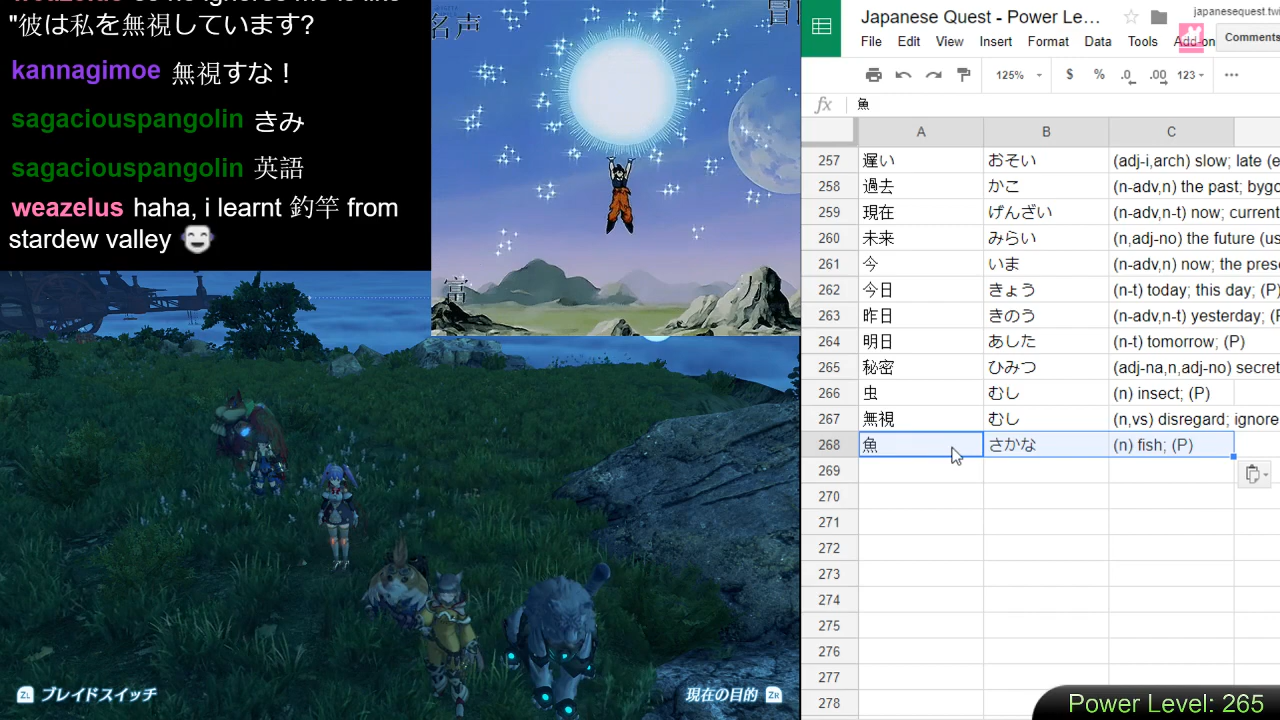 "彼は私を無視しています?
kannagimoe 無視すな！
sagaciouspangolin きみ
sagaciouspangolin 英語
weazelus haha, i learnt 釣竿 from
stardew valley
名声
冒
富
ZL ブレイドスイッチ
現在の目的 ZR
Japanese Quest - Power Le...
japanesequest.tw
File Edit View Insert Format Data Tools Add-on
Comments
125% $ % .0 .00 123
fx 魚
A B C
257 遅い おそい (adj-i,arch) slow; late (e
258 過去 かこ (n-adv,n) the past; bygo
259 現在 げんざい (n-adv,n-t) now; current
260 未来 みらい (n,adj-no) the future (us
261 今 いま (n-adv,n) now; the pres
262 今日 きょう (n-t) today; this day; (P)
263 昨日 きのう (n-adv,n-t) yesterday; (P
264 明日 あした (n-t) tomorrow; (P)
265 秘密 ひみつ (adj-na,n,adj-no) secret
266 虫 むし (n) insect; (P)
267 無視 むし (n,vs) disregard; ignore
268 魚 さかな (n) fish; (P)
269
270
271
272
273
274
275
276
277
278
Power Level: 265